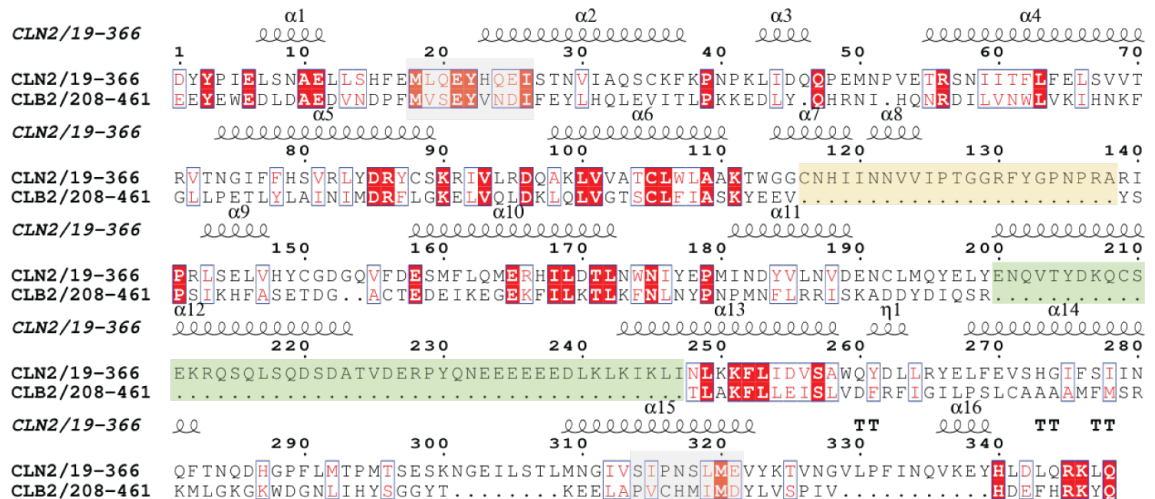 α1 α2 α3 α4
CLN2/19–366
1 10 20 30 40 50 60 70
CLN2/19-366 DYYPIELSNAELLSHFEMLQEYHQEISTNVIAQSCKFKPNPKLIDQQPEMNPVETRSNIITFLFELSVVT
CLB2/208-461 EEYEWEDLDAEDVNDPFMVSEYVNDIFEYLHQLEVITLPKKEDLY.QHRNI.HQNRDILVNWLVKIHNKF
α5 α6 α7 α8
CLN2/19–366
80 90 100 110 120 130 140
CLN2/19-366 RVTNGIFFHSVRLYDRYCSKRIVLRDQAKLVVATCLWLAAKTWGGCNHIINNVVIPTGGRFYGPNPRARI
CLB2/208-461 GLLPETLYLAINIMDRFLGKELVQLDKLQLVGTSCLFIASKYEEV.......................YS
α9 α10 α11
CLN2/19–366
150 160 170 180 190 200 210
CLN2/19-366 PRLSELVHYCGDGQVFDESMFLQMERHILDTLNWNIYEPMINDYVLNVDENCLMQYELYENQVTYDKQCS
CLB2/208-461 PSIKHFASETDG..ACTEDEIKEGEKFILKTLKFNLNYPNPMNFLRRISKADDYDIQSR...........
α12 α13 η1 α14
CLN2/19–366
220 230 240 250 260 270 280
CLN2/19-366 EKRQSQLSQDSDATVDERPYQNEEEEEEDLKLKIKLINLKKFLIDVSAWQYDLLRYELFEVSHGIFSIIN
CLB2/208-461 .....................................TLAKFLLEISLVDFRFIGILPSLCAAAAMFMSR
α15 α16
CLN2/19–366 TT TT TT
290 300 310 320 330 340
CLN2/19-366 QFTNQDHGPFLMTPMTSESKNGEILSTLMNGIVSIPNSLMEVYKTVNGVLPFINQVKEYHLDLQRKLQ
CLB2/208-461 KMLGKGKWDGNLIHYSGGYT........KEELAPVCHMIMDYLVSPIV...........HDEFHRKYQ